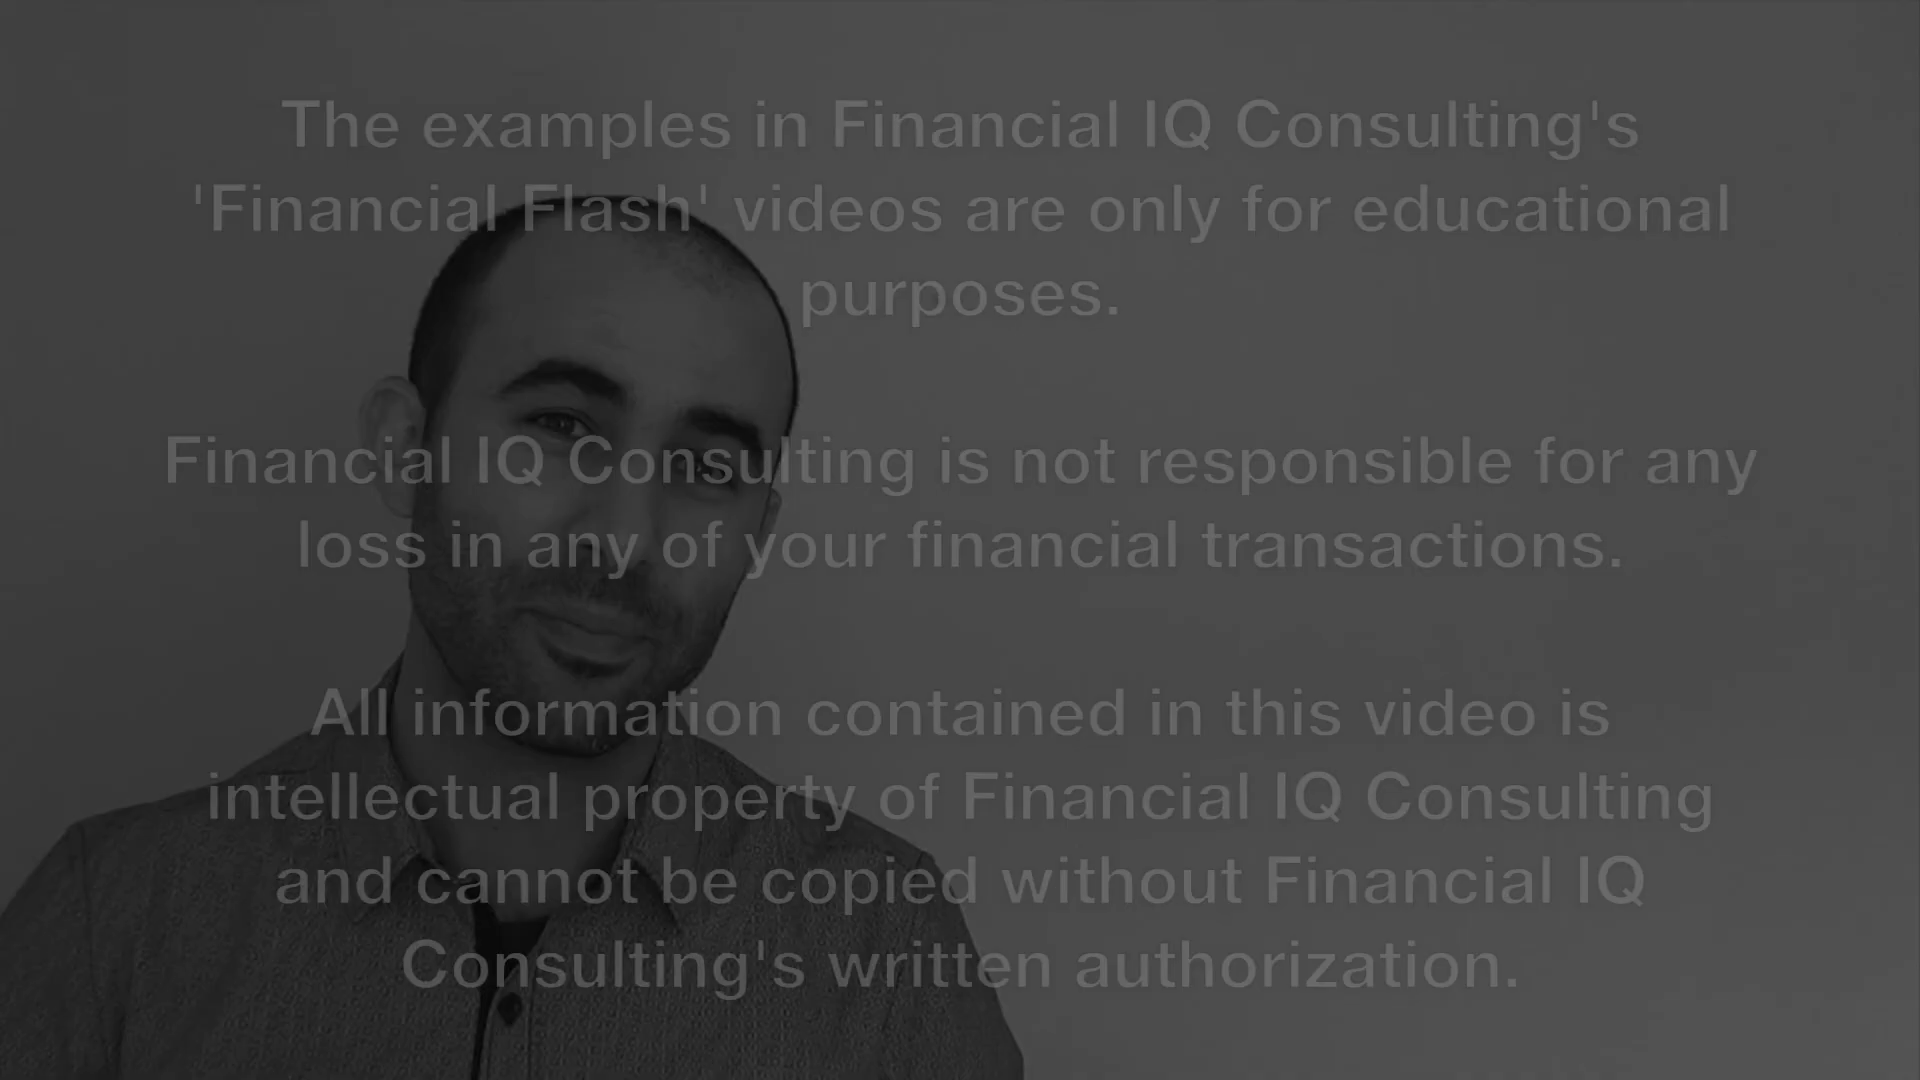 The examples in Financial IQ Consulting's
'Financial Flash' videos are only for educational
purposes.
Financial IQ Consulting is not responsible for any
loss in any of your financial transactions.
All information contained in this video is
intellectual property of Financial IQ Consulting
and cannot be copied without Financial IQ
Consulting's written authorization.